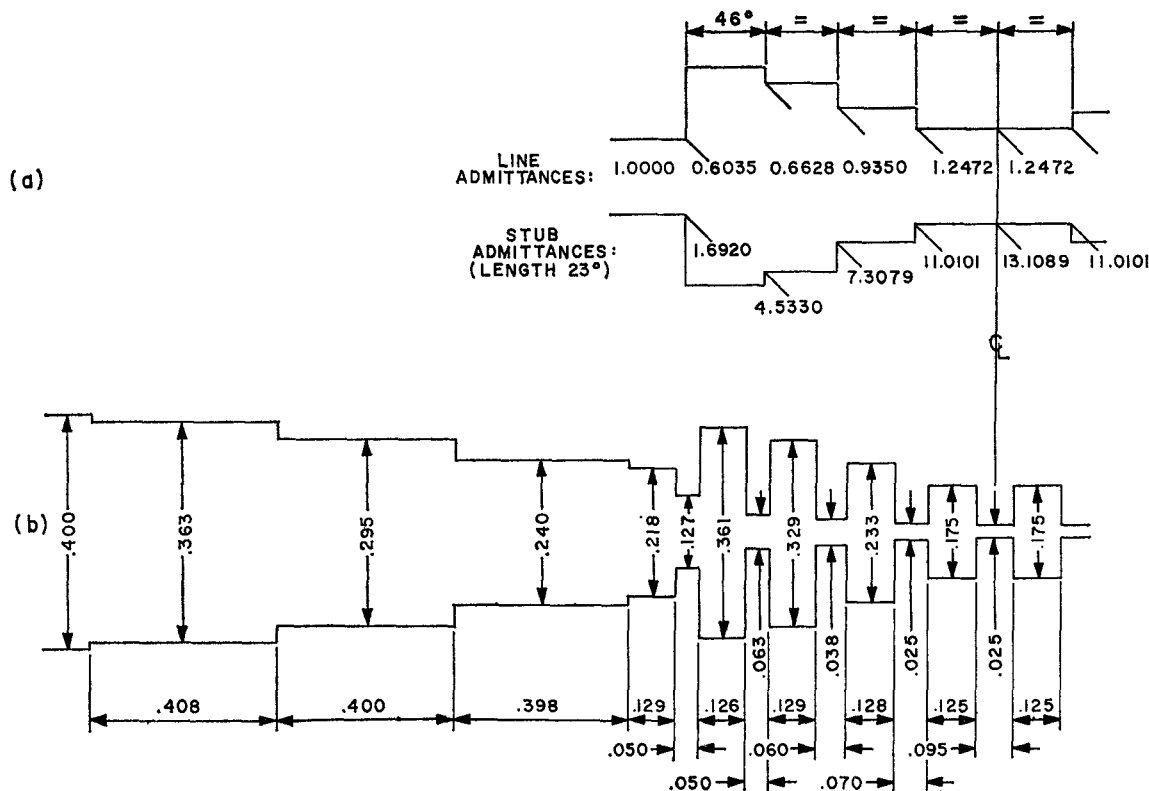 46° = = = =
(a)
LINE
ADMITTANCES: 1.0000 0.6035 0.6628 0.9350 1.2472 1.2472
STUB
ADMITTANCES:
(LENGTH 23°)
1.6920
4.5330
7.3079
11.0101 13.1089 11.0101
C
L
(b)
.400 .363 .295 .240 .218 .127 .361 .063 .329 .038 .233 .025 .175 .025 .175
.408 .400 .398 .129 .126 .129 .128 .125 .125
.050 .060 .095
.050 .070